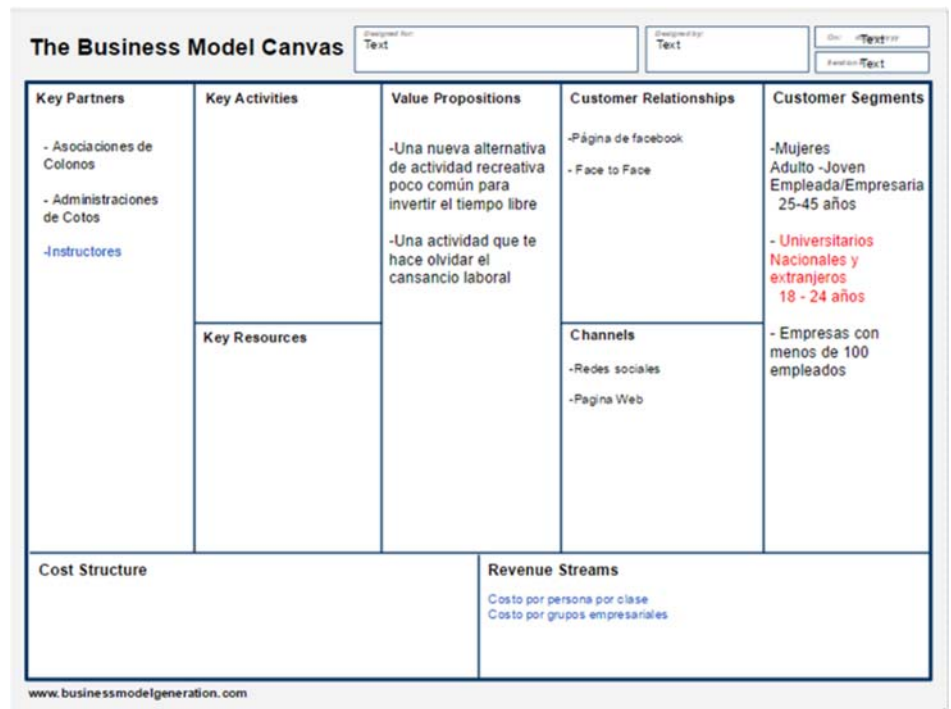 The Business Model Canvas
Designed for:
Text
Designed by:
Text
On:
Text
Text
Key Partners
- Asociaciones de
Colonos
- Administraciones
de Cotos
-Instructores
Key Activities
Key Resources
Value Propositions
-Una nueva alternativa
de actividad recreativa
poco común para
invertir el tiempo libre
-Una actividad que te
hace olvidar el
cansancio laboral
Customer Relationships
-Página de facebook
- Face to Face
Channels
-Redes sociales
-Pagina Web
Customer Segments
-Mujeres
Adulto -Joven
Empleada/Empresaria
25-45 años
- Universitarios
Nacionales y
extranjeros
18 - 24 años
- Empresas con
menos de 100
empleados
Cost Structure
Revenue Streams
Costo por persona por clase
Costo por grupos empresariales
www.businessmodelgeneration.com